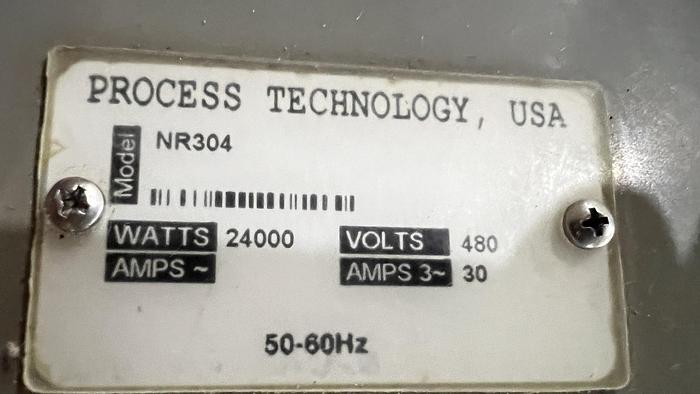 PROCESS TECHNOLOGY, USA
Model NR304
WATTS 24000 VOLTS 480
AMPS ~ AMPS 3~ 30
50-60Hz